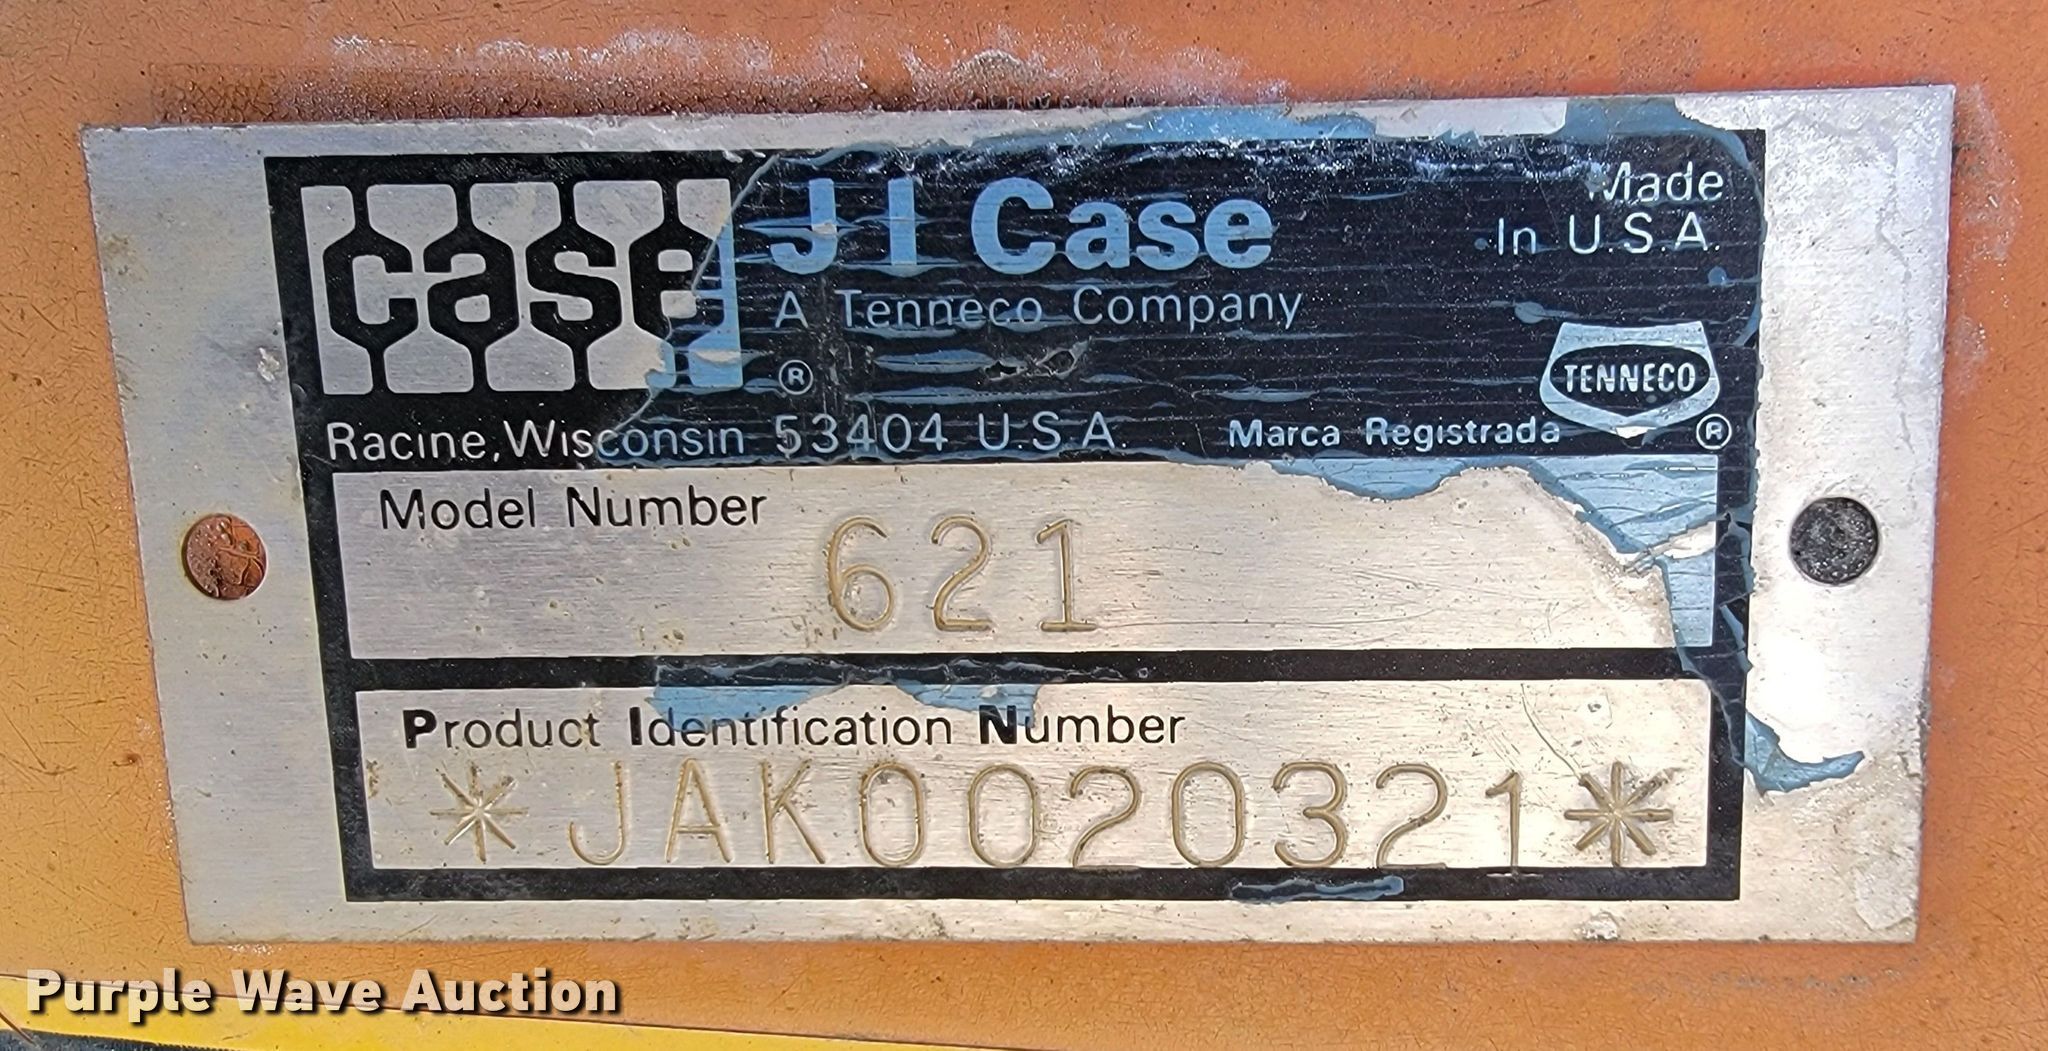 case
J I Case
Made
In U.S.A.
A Tenneco Company
®
TENNECO
Racine, Wisconsin 53404 U.S.A.
Marca Registrada
®
Model Number
621
Product Identification Number
*JAK0020321*
Purple Wave Auction